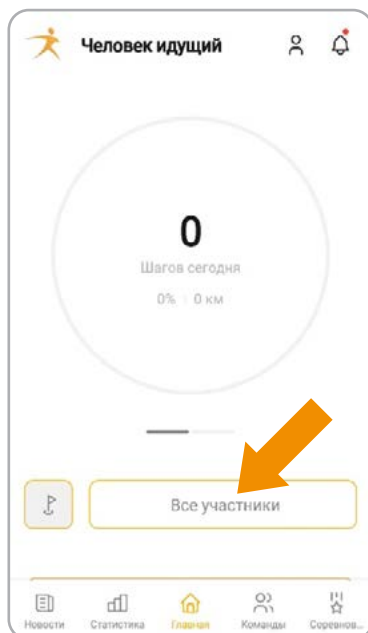 Человек идущий
0
Шагов сегодня
0% 0 км
Все участники
Новости Статистика Главная Команды Соревнов...